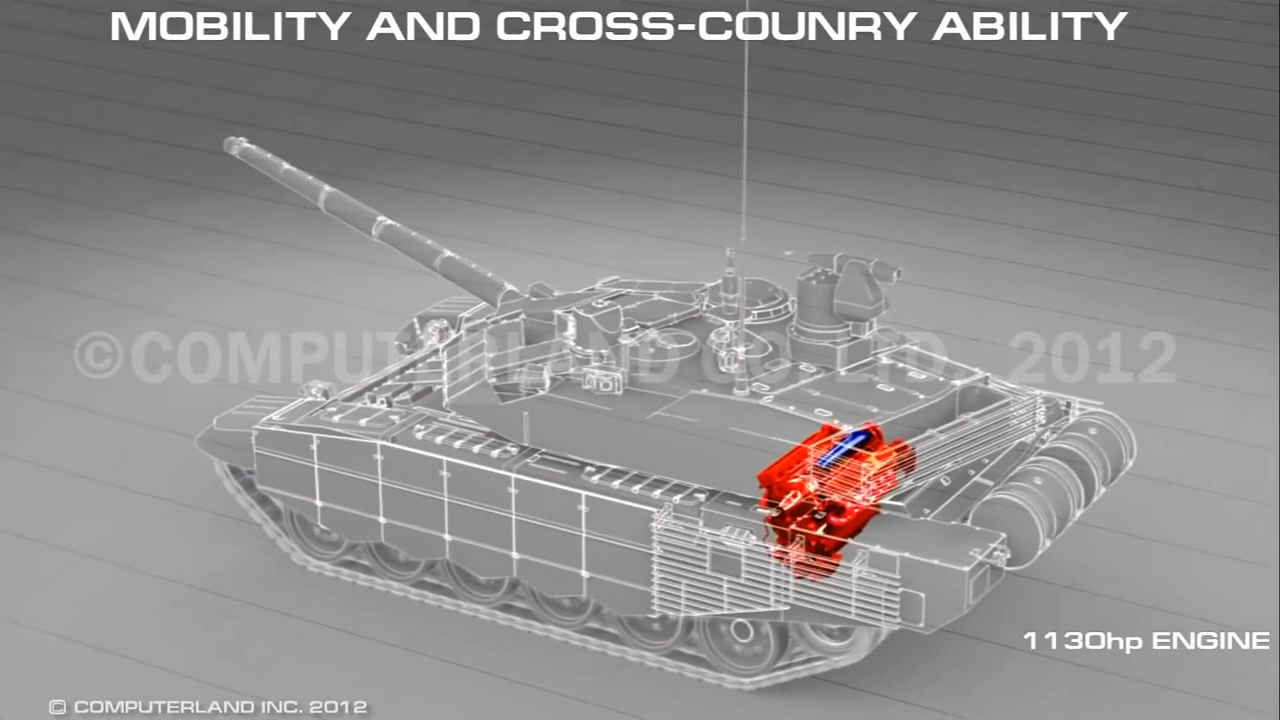 MOBILITY AND CROSS-COUNRY ABILITY
©COMPUTERLAND CO. LTD. 2012
1130hp ENGINE
© COMPUTERLAND INC. 2012